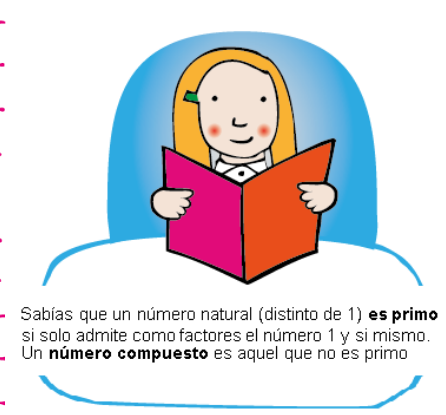 Sabías que un número natural (distinto de 1) es primo
si solo admite como factores el número 1 y si mismo.
Un número compuesto es aquel que no es primo